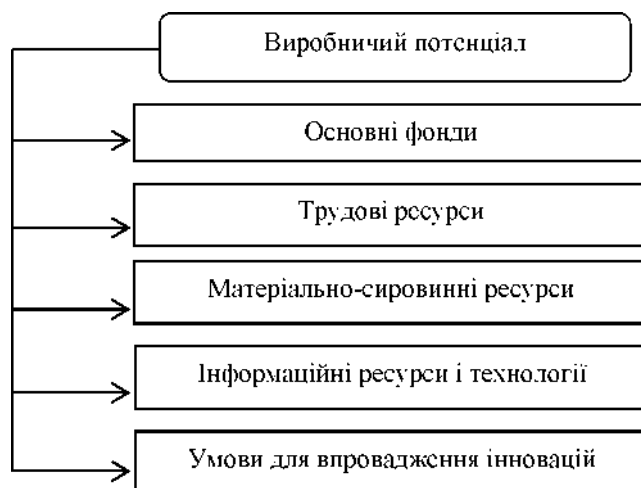 Виробничий потенціал
Основні фонди
Трудові ресурси
Матеріально-сировинні ресурси
Інформаційні ресурси і технології
Умови для впровадження інновацій